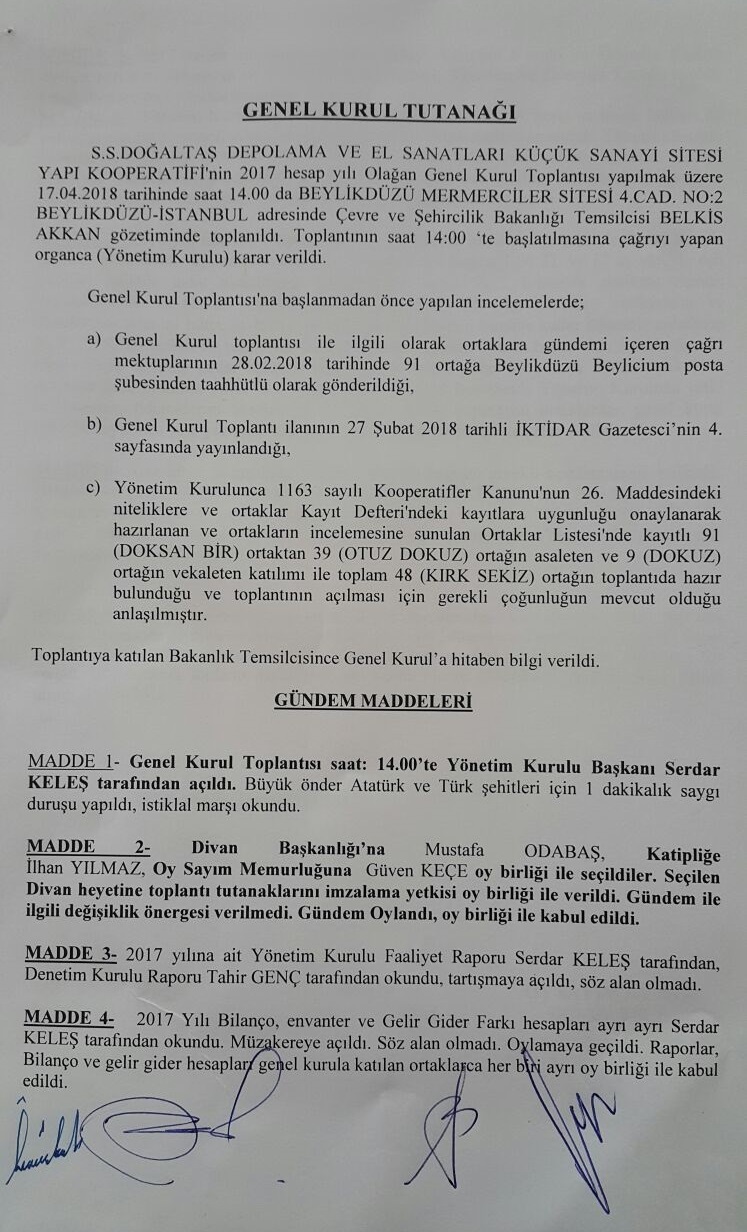 GENEL KURUL TUTANAĞI
S.S.DOĞALTAŞ DEPOLAMA VE EL SANATLARI KÜÇÜK SANAYİ SİTESİ
YAPI KOOPERATİFİ'nin 2017 hesap yılı Olağan Genel Kurul Toplantısı yapılmak üzere
17.04.2018 tarihinde saat 14.00 da BEYLİKDÜZÜ MERMERCİLER SİTESİ 4.CAD. NO:2
BEYLİKDÜZÜ-İSTANBUL adresinde Çevre ve Şehircilik Bakanlığı Temsilcisi BELKİS
AKKAN gözetiminde toplanıldı. Toplantının saat 14:00 ‘te başlatılmasına çağrıyı yapan
organca (Yönetim Kurulu) karar verildi.
Genel Kurul Toplantısı'na başlanmadan önce yapılan incelemelerde;
a) Genel Kurul toplantısı ile ilgili olarak ortaklara gündemi içeren çağrı
mektuplarının 28.02.2018 tarihinde 91 ortağa Beylikdüzü Beylicium posta
şubesinden taahhütlü olarak gönderildiği,
b) Genel Kurul Toplantı ilanının 27 Şubat 2018 tarihli İKTİDAR Gazetesci’nin 4.
sayfasında yayınlandığı,
c) Yönetim Kurulunca 1163 sayılı Kooperatifler Kanunu'nun 26. Maddesindeki
niteliklere ve ortaklar Kayıt Defteri'ndeki kayıtlara uygunluğu onaylanarak
hazırlanan ve ortakların incelemesine sunulan Ortaklar Listesi'nde kayıtlı 91
(DOKSAN BİR) ortaktan 39 (OTUZ DOKUZ) ortağın asaleten ve 9 (DOKUZ)
ortağın vekaleten katılımı ile toplam 48 (KIRK SEKİZ) ortağın toplantıda hazır
bulunduğu ve toplantının açılması için gerekli çoğunluğun mevcut olduğu
anlaşılmıştır.
Toplantıya katılan Bakanlık Temsilcisince Genel Kurul’a hitaben bilgi verildi.
GÜNDEM MADDELERİ
MADDE 1- Genel Kurul Toplantısı saat: 14.00’te Yönetim Kurulu Başkanı Serdar
KELEŞ tarafından açıldı. Büyük önder Atatürk ve Türk şehitleri için 1 dakikalık saygı
duruşu yapıldı, istiklal marşı okundu.
MADDE 2- Divan Başkanlığı’na Mustafa ODABAŞ, Katipliğe
İlhan YILMAZ, Oy Sayım Memurluğuna Güven KEÇE oy birliği ile seçildiler. Seçilen
Divan heyetine toplantı tutanaklarını imzalama yetkisi oy birliği ile verildi. Gündem ile
ilgili değişiklik önergesi verilmedi. Gündem Oylandı, oy birliği ile kabul edildi.
MADDE 3- 2017 yılına ait Yönetim Kurulu Faaliyet Raporu Serdar KELEŞ tarafından,
Denetim Kurulu Raporu Tahir GENÇ tarafından okundu, tartışmaya açıldı, söz alan olmadı.
MADDE 4- 2017 Yılı Bilanço, envanter ve Gelir Gider Farkı hesapları ayrı ayrı Serdar
KELEŞ tarafından okundu. Müzakereye açıldı. Söz alan olmadı. Oylamaya geçildi. Raporlar,
Bilanço ve gelir gider hesapları genel kurula katılan ortaklarca her biri ayrı oy birliği ile kabul
edildi.